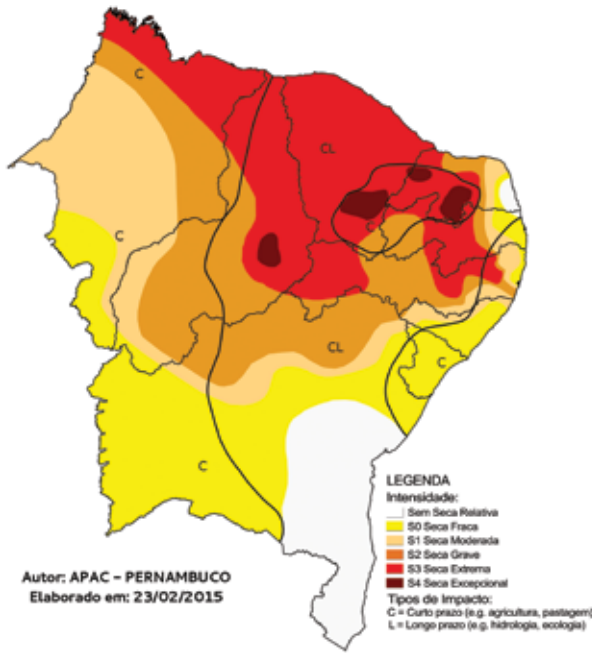 C
CL
C
C
CL
C
C
LEGENDA
Intensidade:
Sem Seca Relativa
S0 Seca Fraca
S1 Seca Moderada
S2 Seca Grave
S3 Seca Extrema
S4 Seca Excepcional
Autor: APAC - PERNAMBUCO
Elaborado em: 23/02/2015
Tipos de Impacto:
C = Curto prazo (e.g. agricultura, pastagem)
L = Longo prazo (e.g. hidrologia, ecologia)